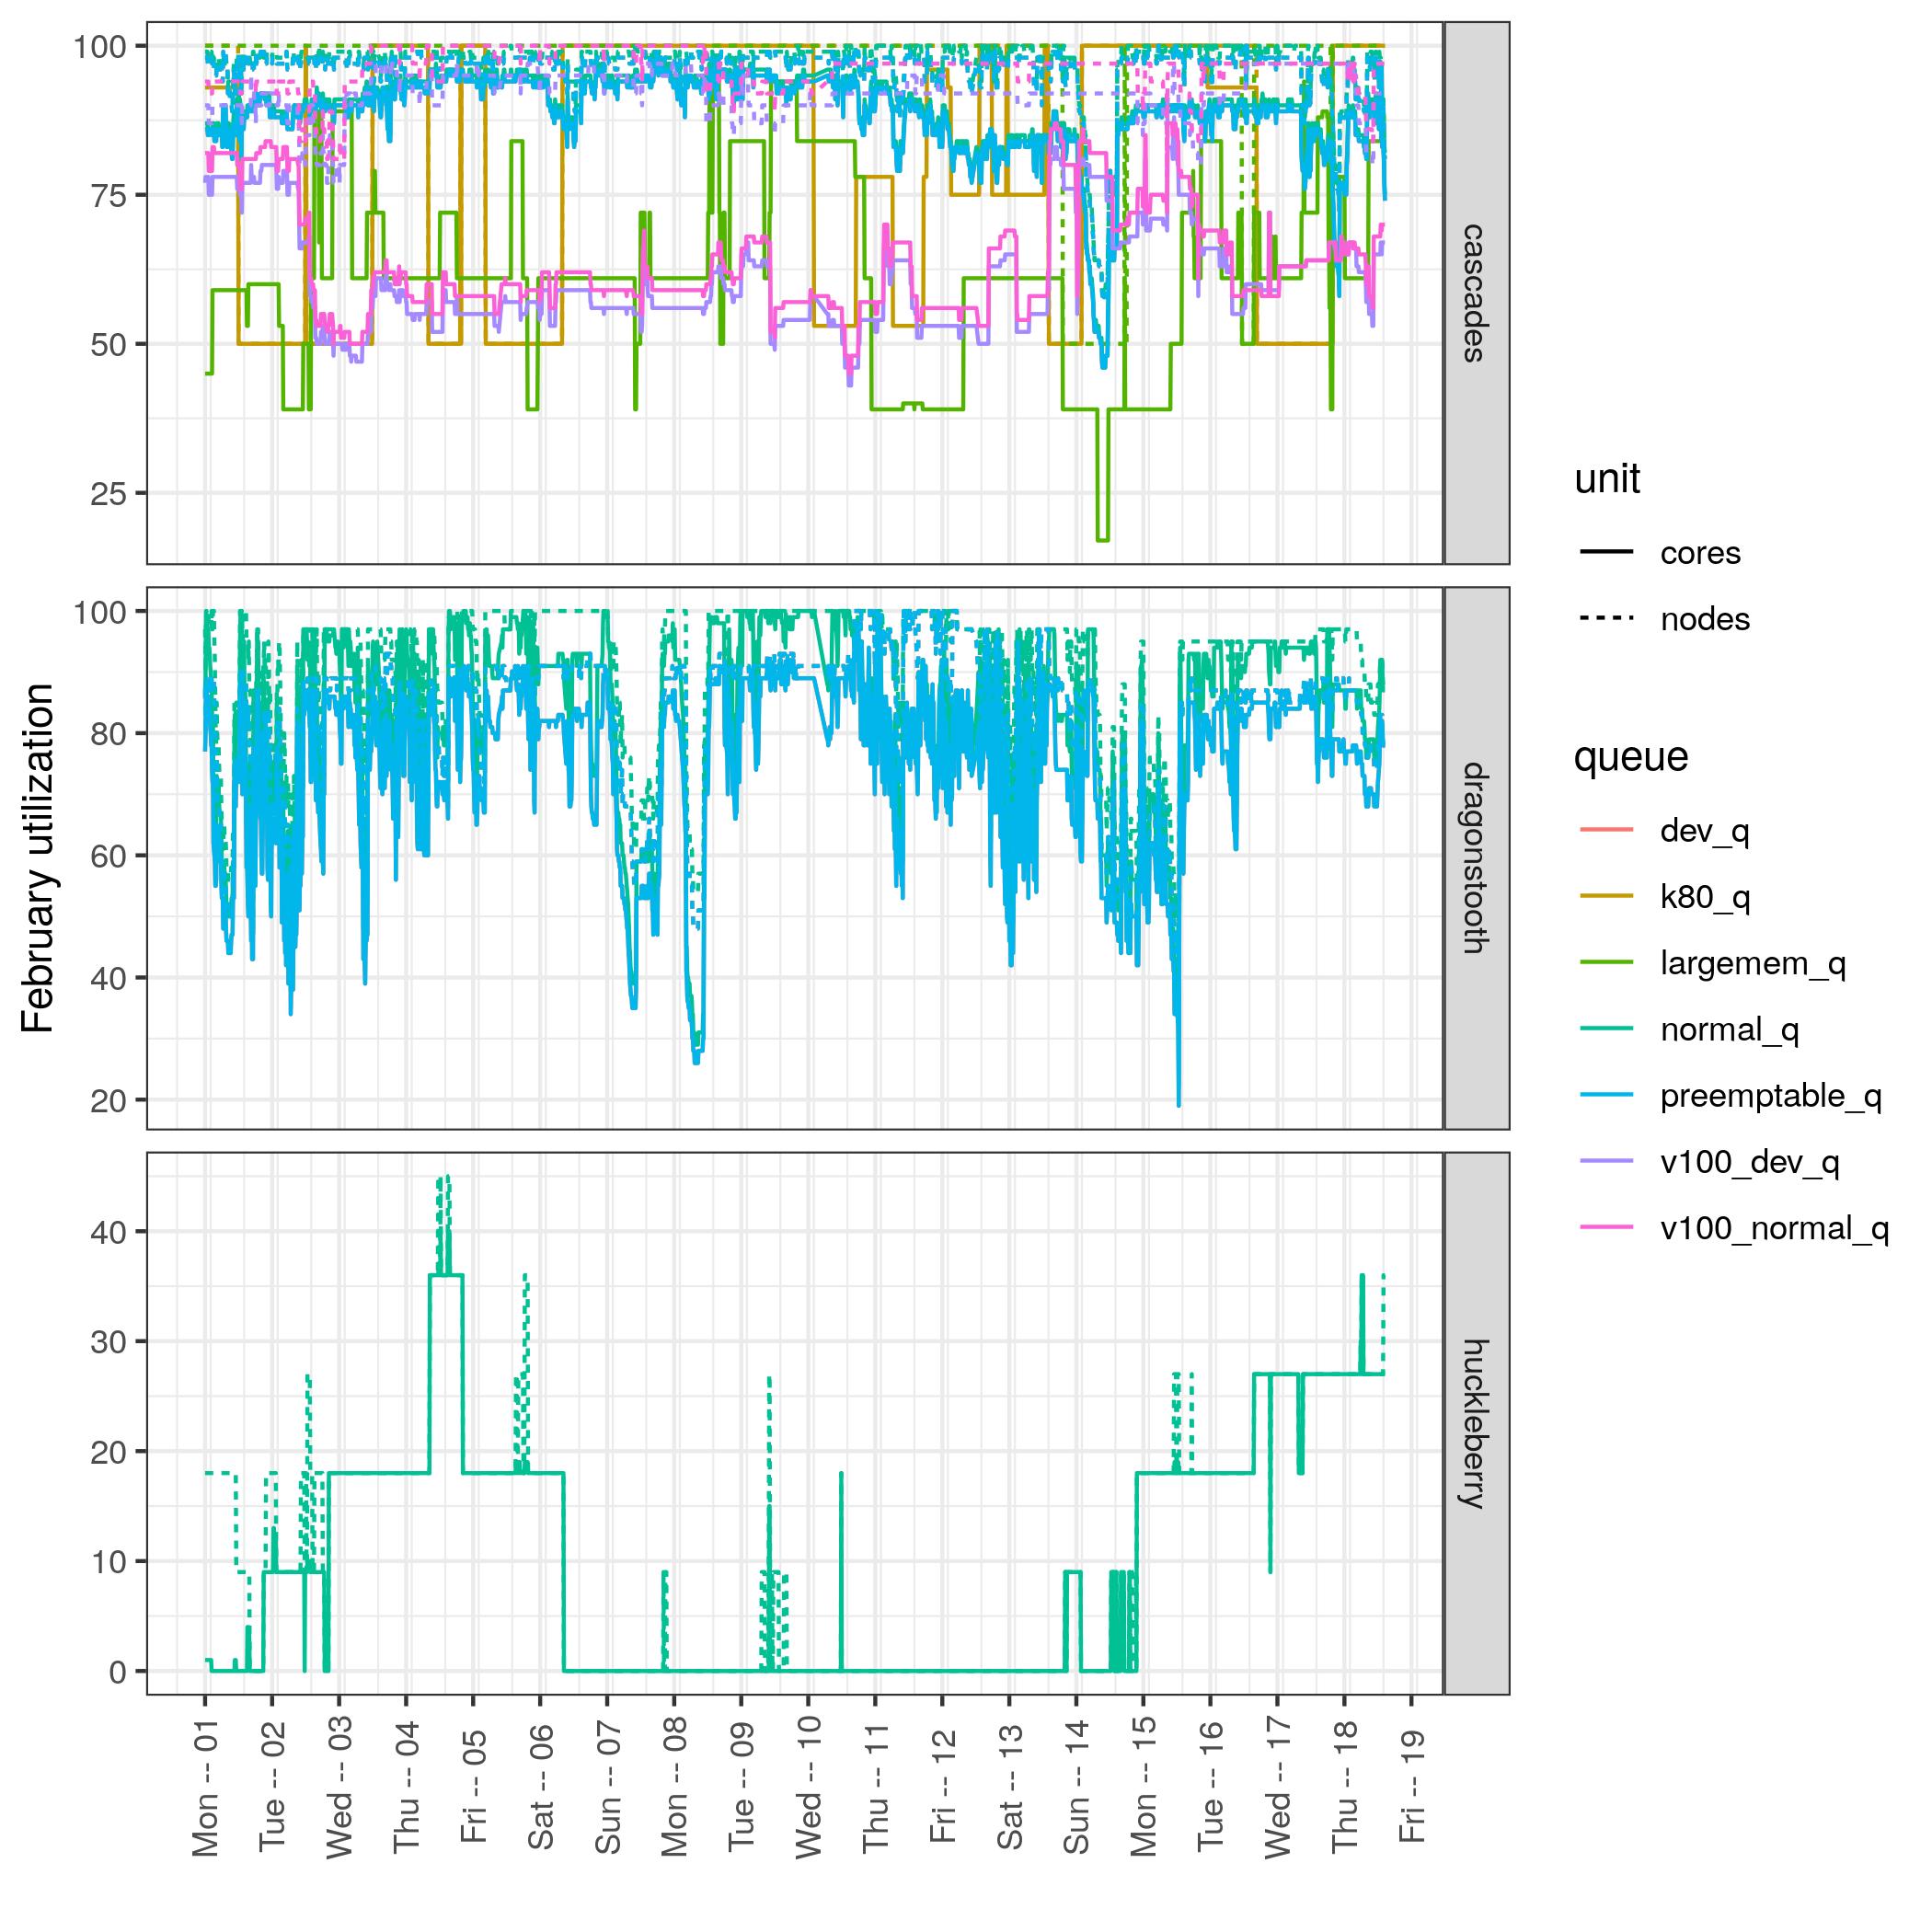 February utilization
100
75
50
25
cascades
100
80
60
40
20
dragonstooth
40
30
20
10
0
huckleberry
Mon -- 01
Tue -- 02
Wed -- 03
Thu -- 04
Fri -- 05
Sat -- 06
Sun -- 07
Mon -- 08
Tue -- 09
Wed -- 10
Thu -- 11
Fri -- 12
Sat -- 13
Sun -- 14
Mon -- 15
Tue -- 16
Wed -- 17
Thu -- 18
Fri -- 19
unit
cores
nodes
queue
dev_q
k80_q
largemem_q
normal_q
preemptable_q
v100_dev_q
v100_normal_q